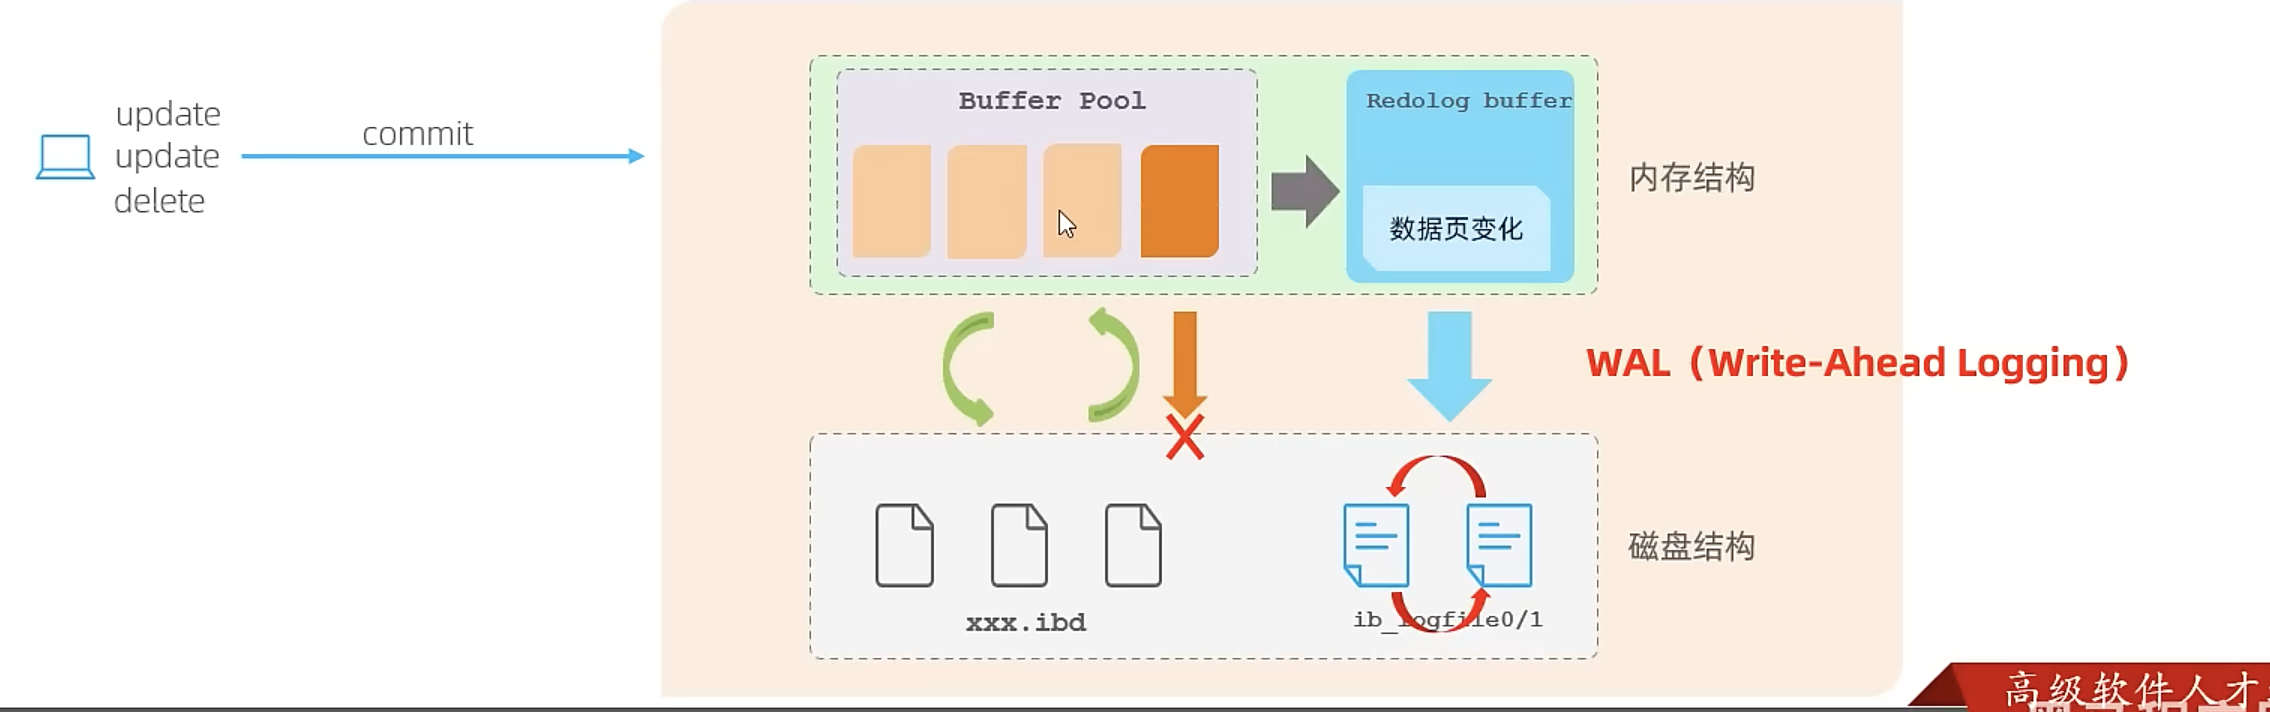 update
update
delete
commit
Buffer Pool
Redolog buffer
数据页变化
内存结构
WAL（Write-Ahead Logging）
磁盘结构
xxx.ibd
ib_logfile0/1
高级软件人才